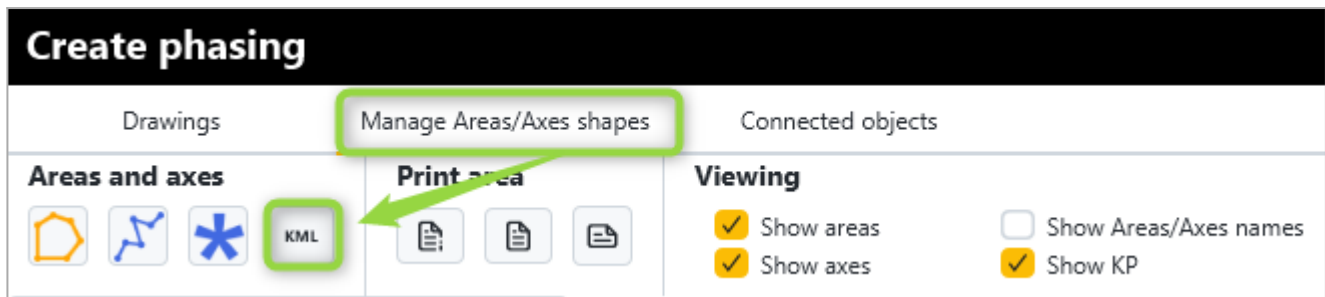 Create phasing
Drawings
Manage Areas/Axes shapes
Connected objects
Areas and axes
Print area
Viewing
KML
Show areas
Show Areas/Axes names
Show axes
Show KP